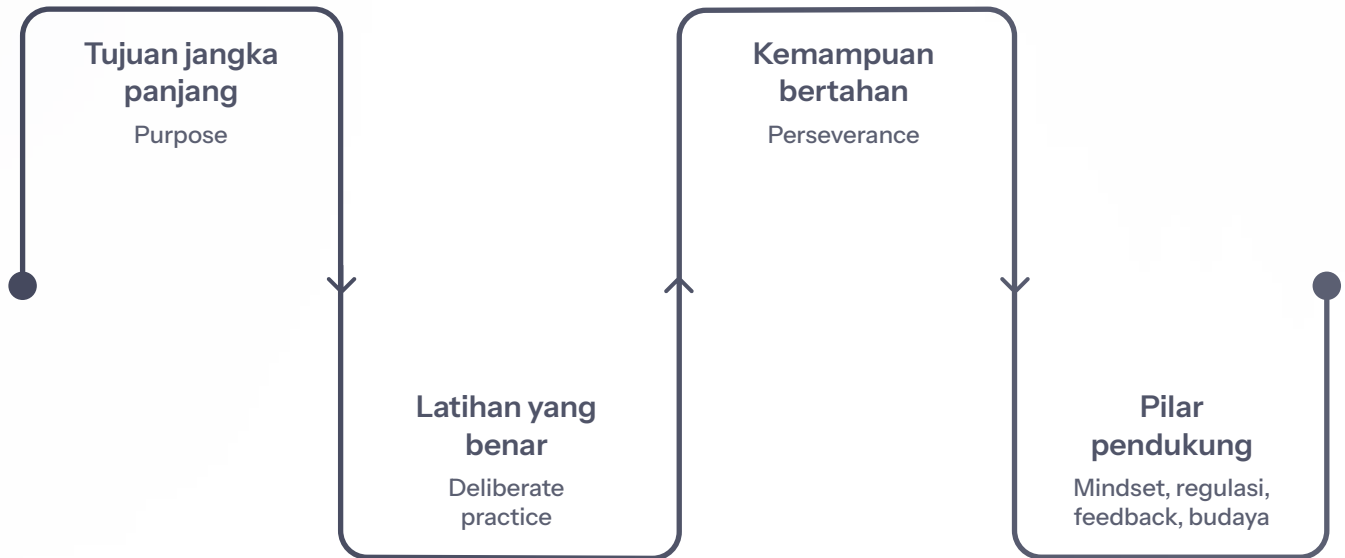 Tujuan jangka
panjang
Purpose
Latihan yang
benar
Deliberate
practice
Kemampuan
bertahan
Perseverance
Pilar
pendukung
Mindset, regulasi,
feedback, budaya